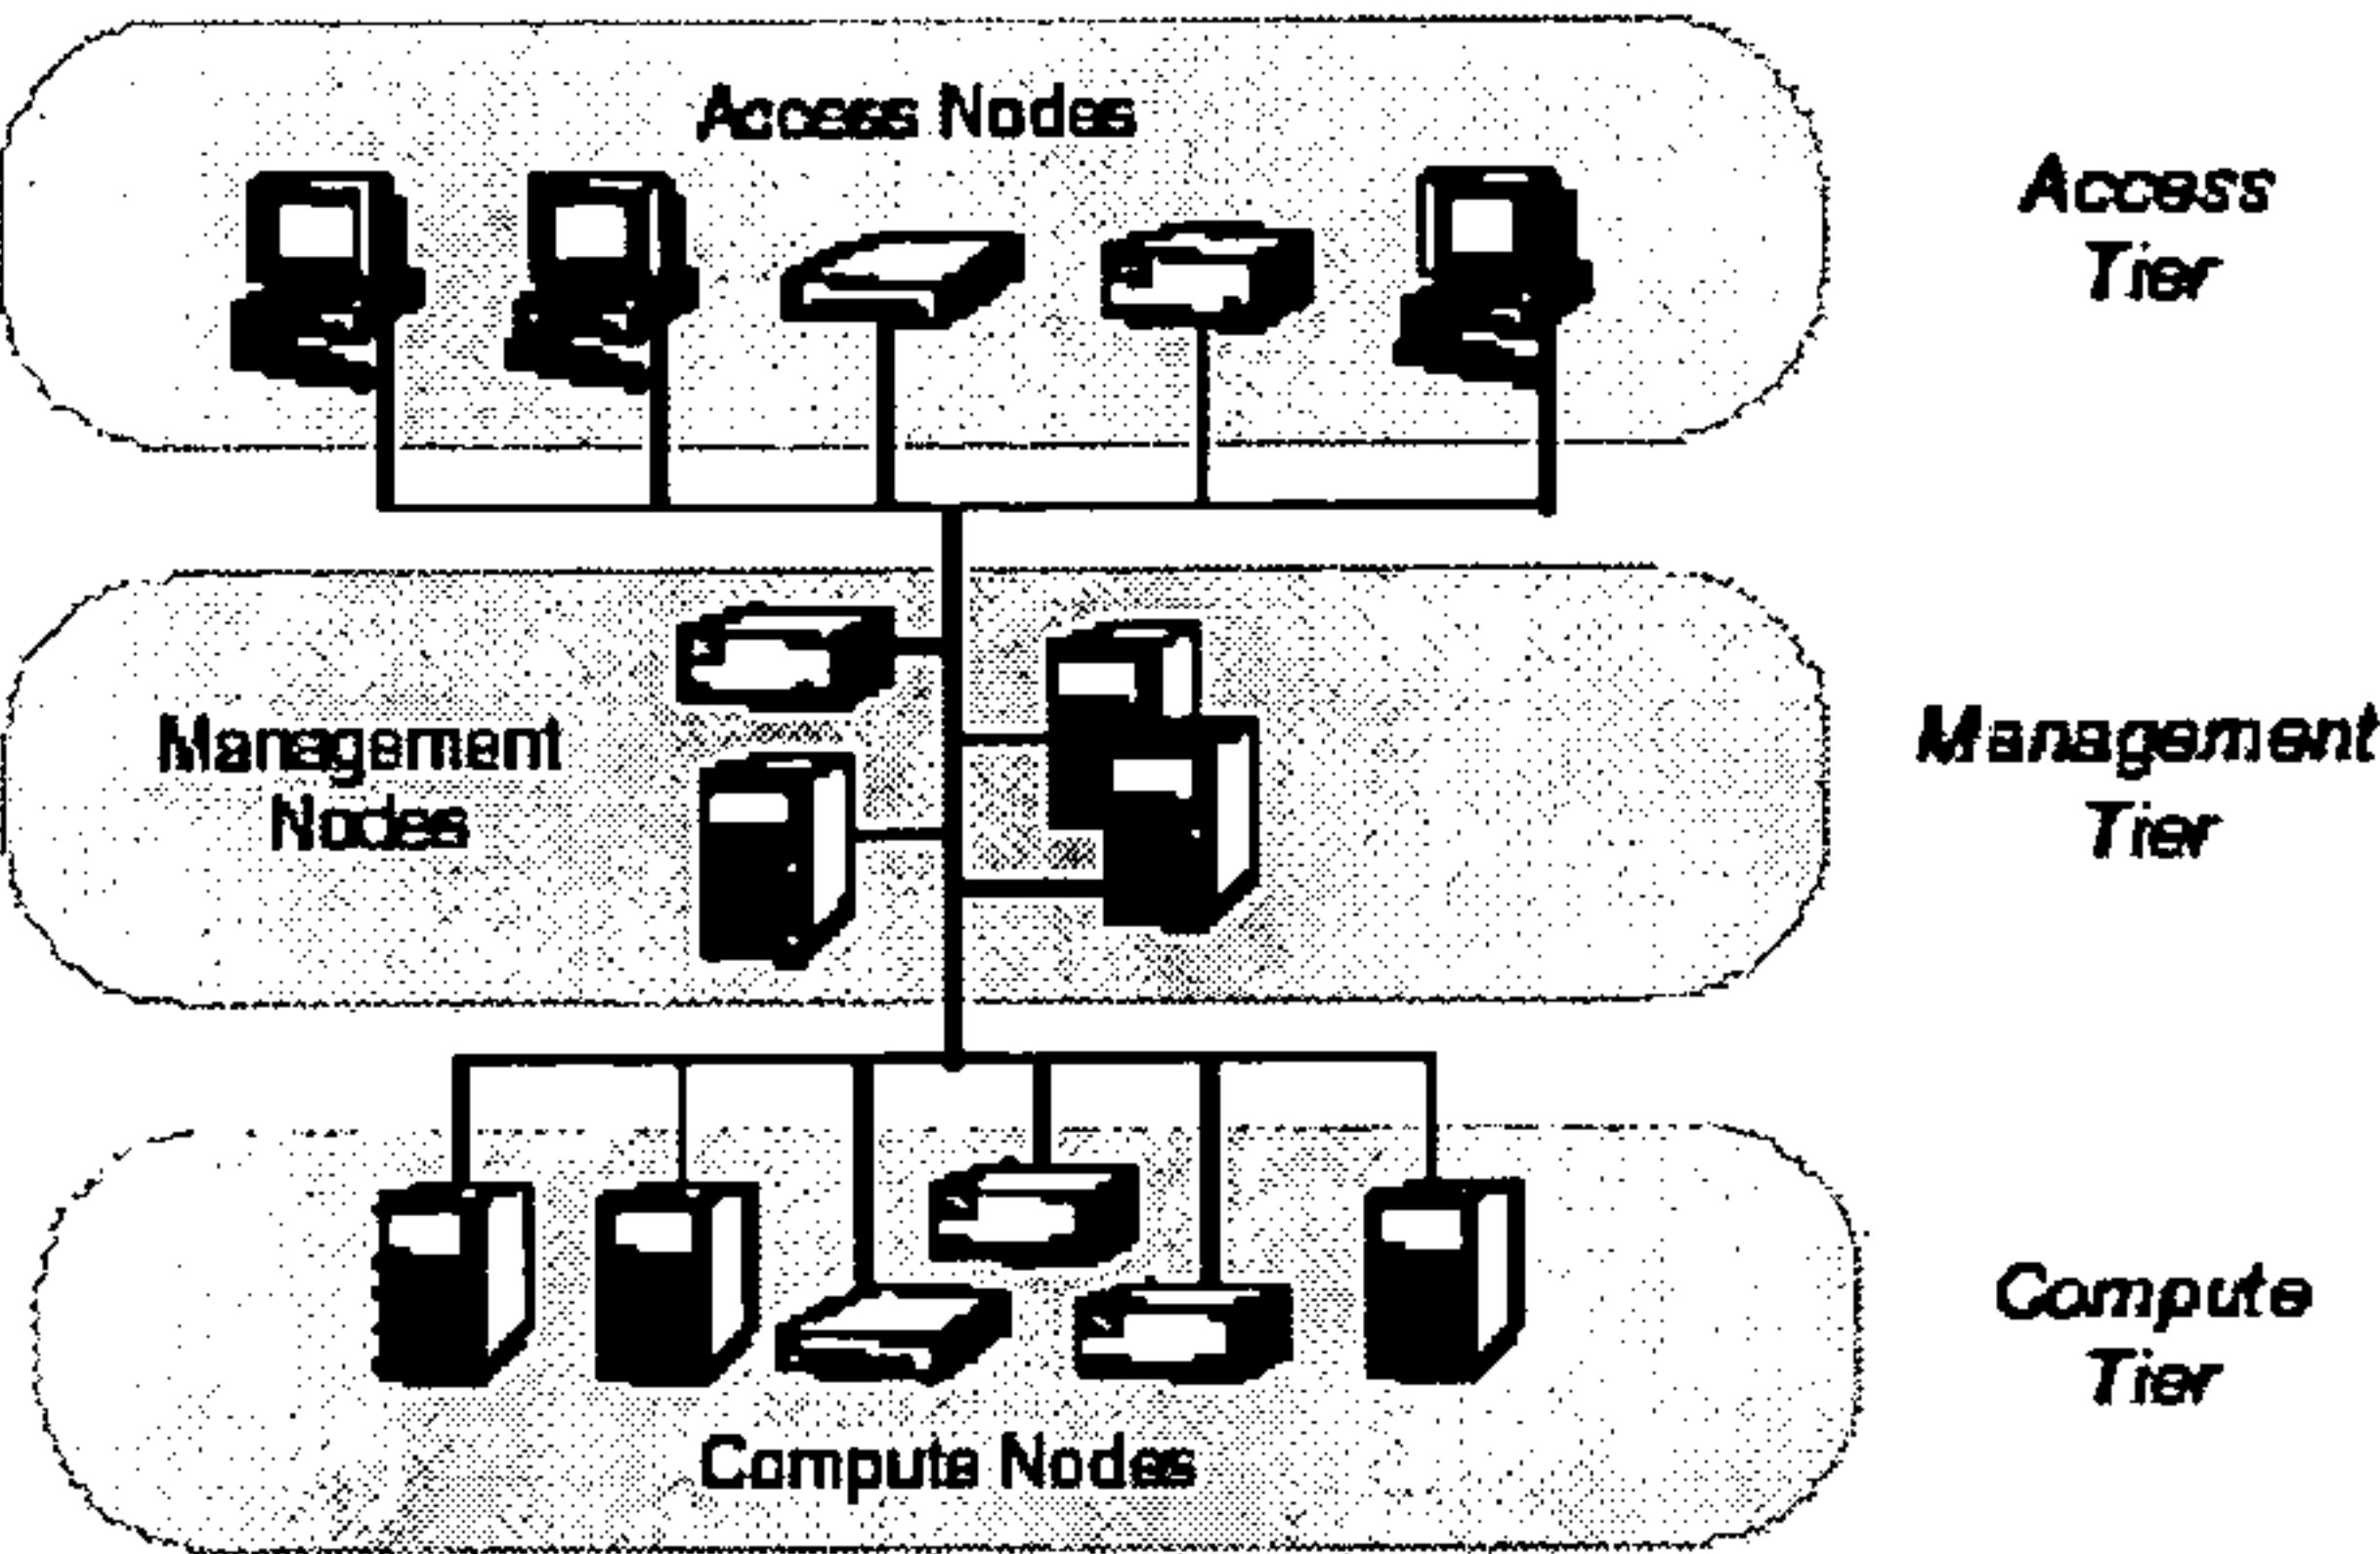 Access Nodes
Access
Tier
Management
Nodes
Management
Tier
Compute
Tier
Compute Nodes